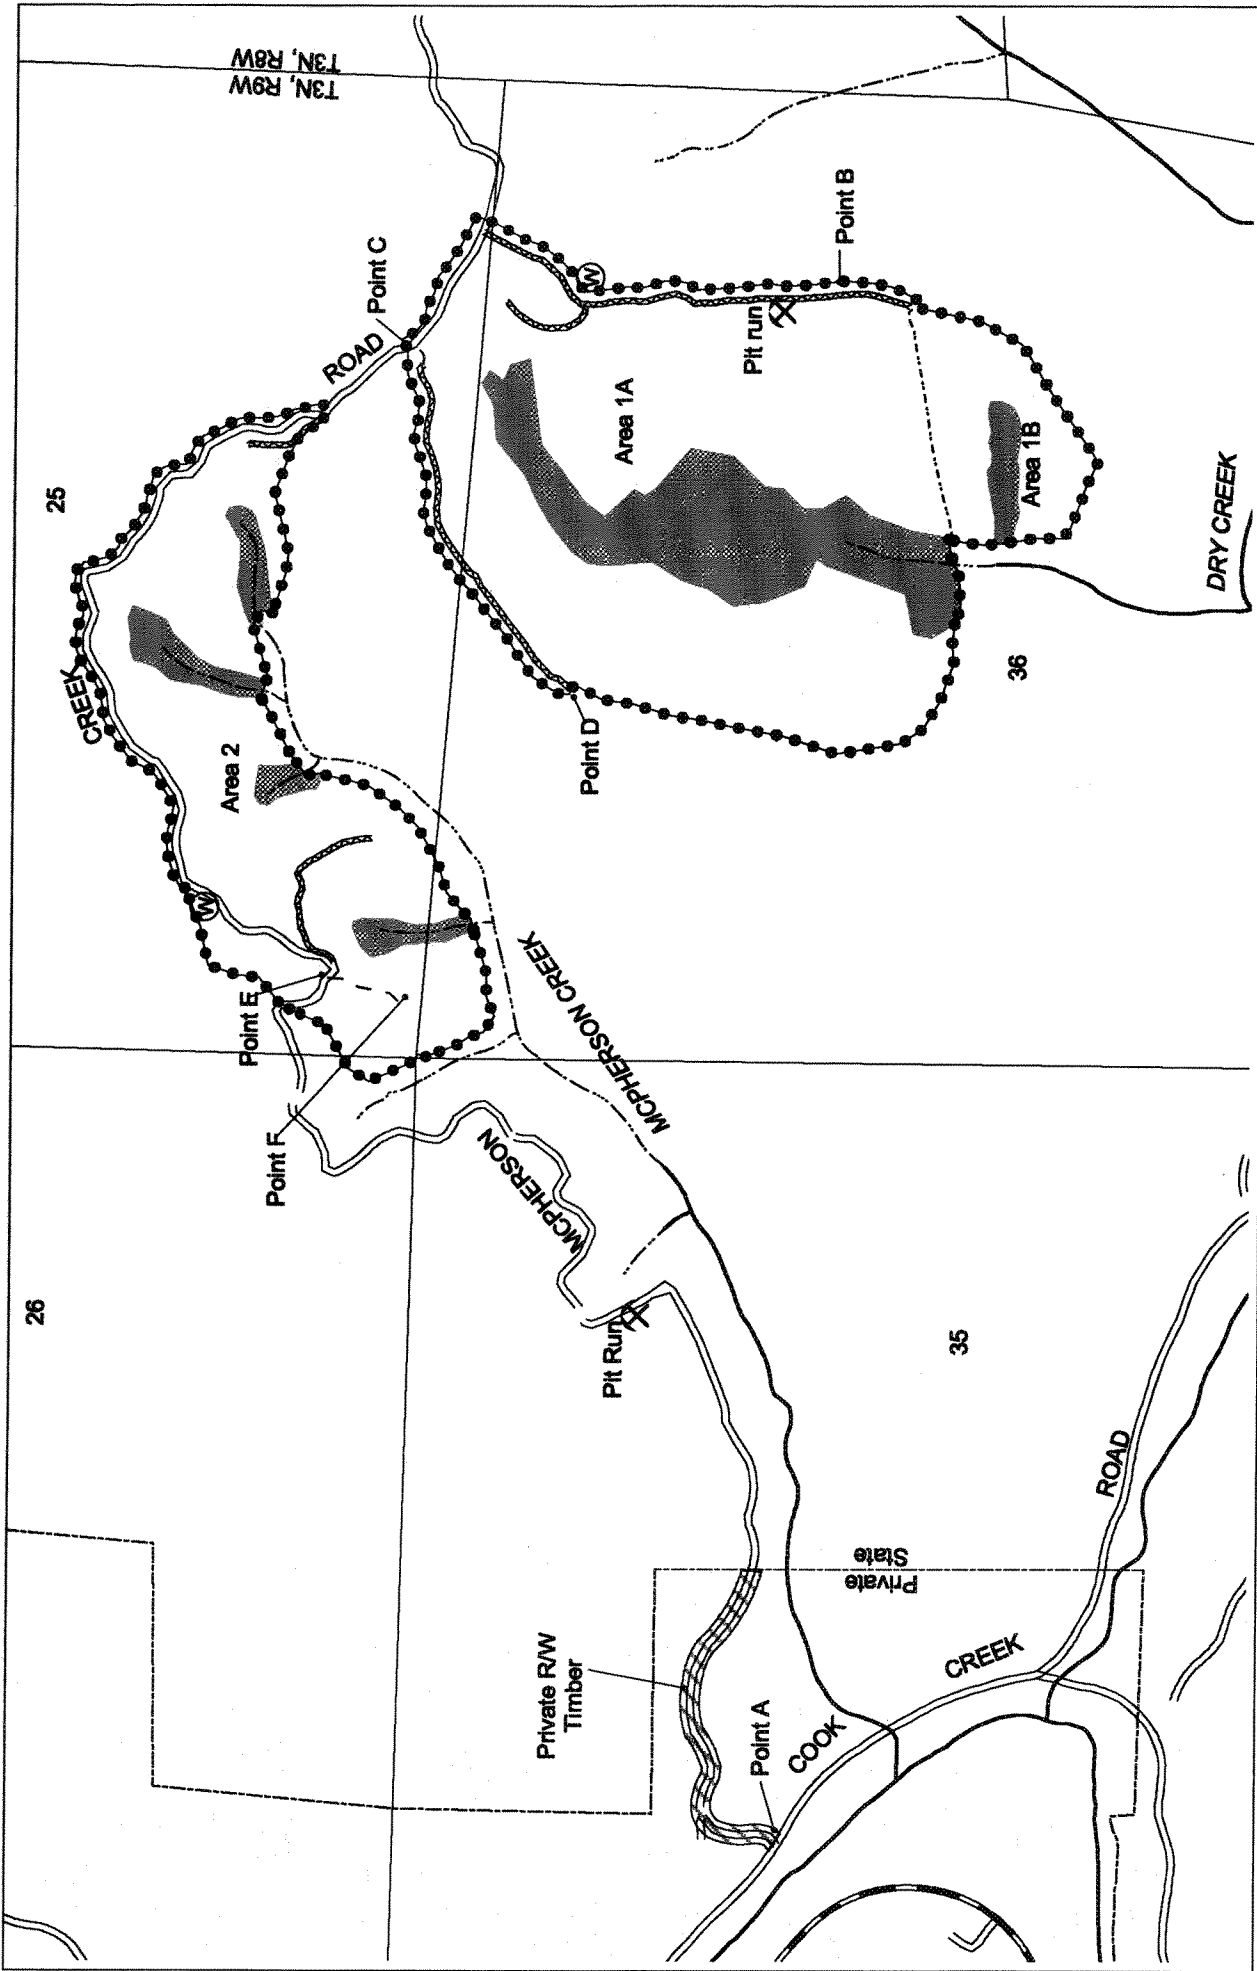 T3N, R8W
T3N, R9W
25
CREEK
ROAD
Point C
W
Point B
Pit run
Area 1A
Area 1B
DRY CREEK
36
Point D
Area 2
W
Point E
Point F
MCPHERSON CREEK
MCPHERSON
26
Pit Run
35
ROAD
Private
State
CREEK
COOK
Private R/W
Timber
Point A